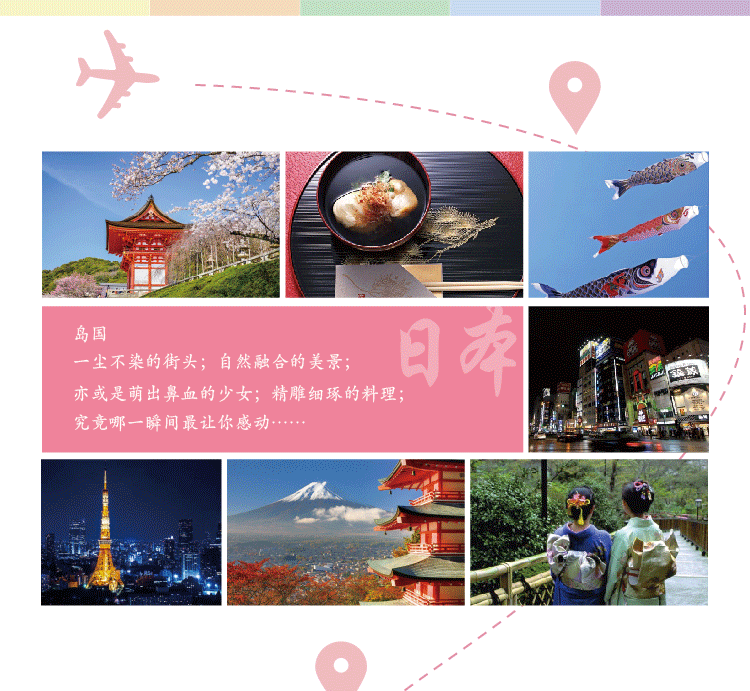 日本
岛国
一尘不染的街头；自然融合的美景；
亦或是萌出鼻血的少女；精雕细琢的料理；
究竟哪一瞬间最让你感动……